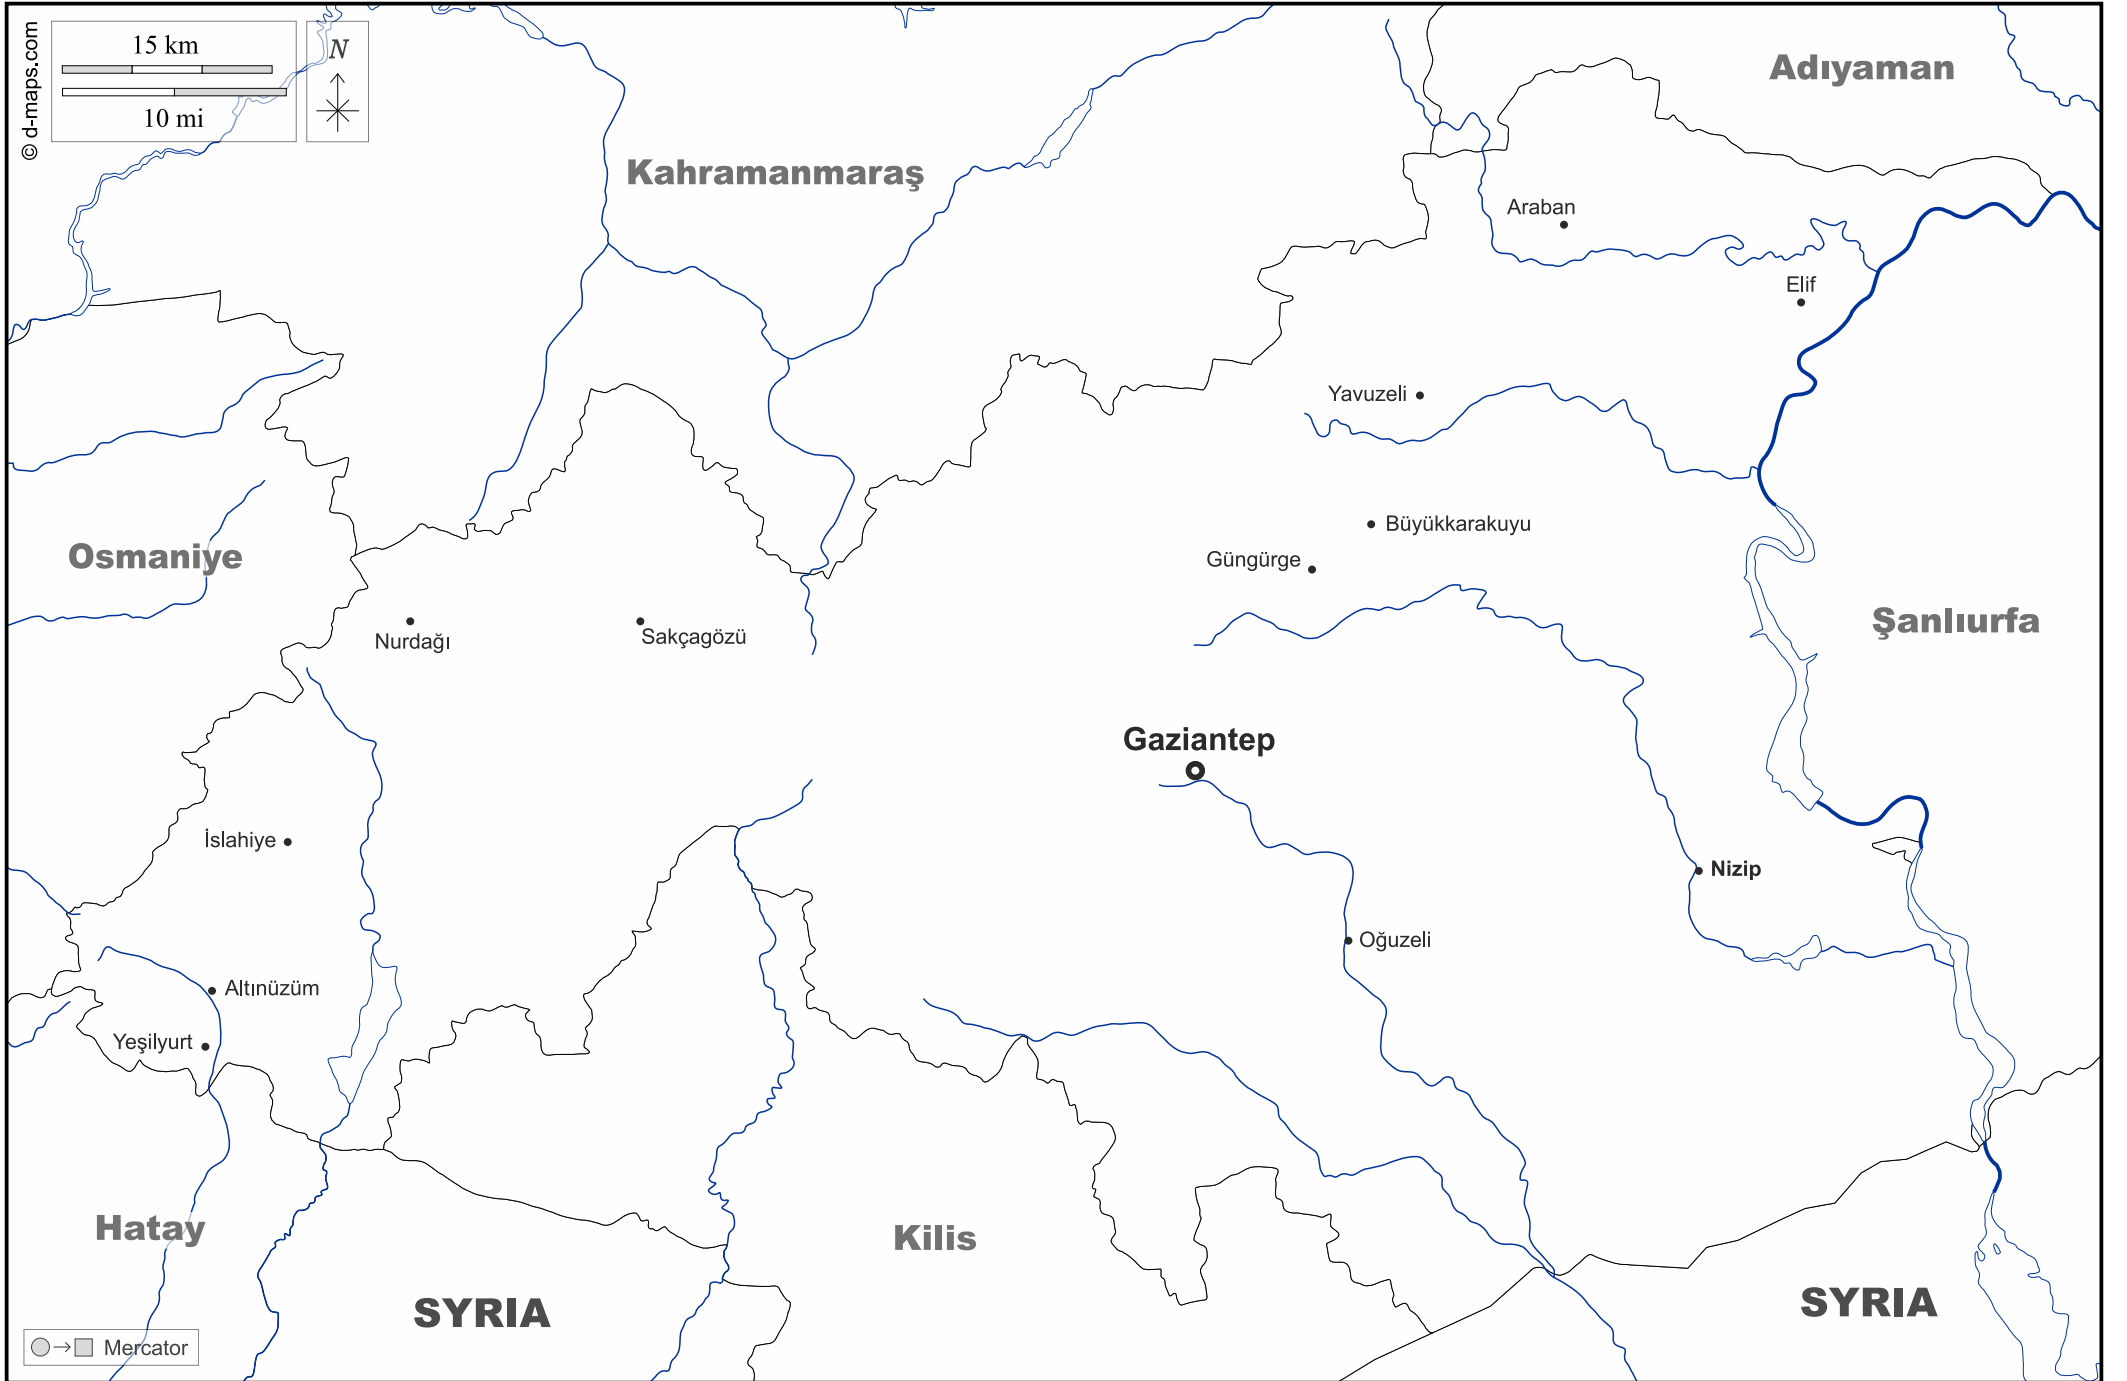 © d-maps.com
15 km
10 mi
N
Adıyaman
Kahramanmaraş
Araban
Elif
Yavuzeli
Büyükkarakuyu
Güngürge
Osmaniye
Şanlıurfa
Nurdağı
Sakçagözü
Gaziantep
İslahiye
Nizip
Oğuzeli
Altınüzüm
Yeşilyurt
Hatay
Kilis
SYRIA
SYRIA
Mercator